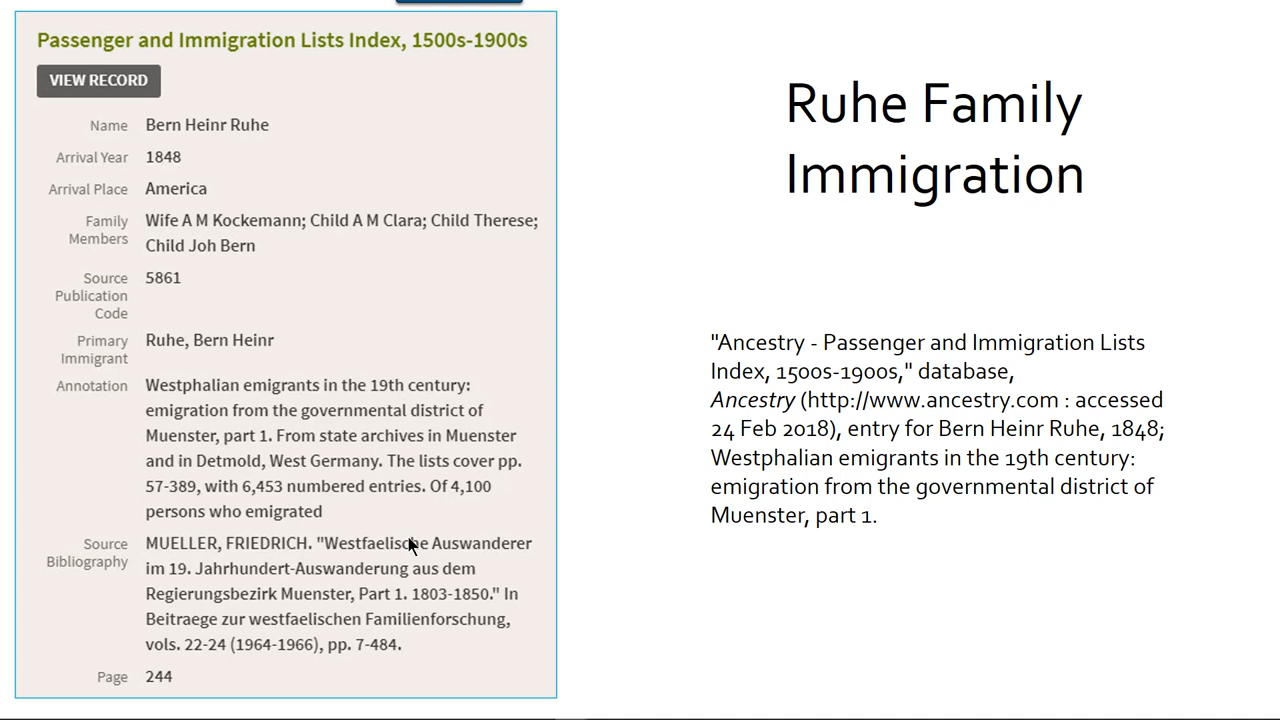 Passenger and Immigration Lists Index, 1500s-1900s
VIEW RECORD
Name Bern Heinr Ruhe
Arrival Year 1848
Arrival Place America
Family Members Wife A M Kockemann; Child A M Clara; Child Therese;
Child Joh Bern
Source Publication Code 5861
Primary Immigrant Ruhe, Bern Heinr
Annotation Westphalian emigrants in the 19th century:
emigration from the governmental district of
Muenster, part 1. From state archives in Muenster
and in Detmold, West Germany. The lists cover pp.
57-389, with 6,453 numbered entries. Of 4,100
persons who emigrated
Source Bibliography MUELLER, FRIEDRICH. "Westfaelische Auswanderer
im 19. Jahrhundert-Auswanderung aus dem
Regierungsbezirk Muenster, Part 1. 1803-1850." In
Beitraege zur westfaelischen Familienforschung,
vols. 22-24 (1964-1966), pp. 7-484.
Page 244
Ruhe Family
Immigration
"Ancestry - Passenger and Immigration Lists
Index, 1500s-1900s," database,
Ancestry (http://www.ancestry.com : accessed
24 Feb 2018), entry for Bern Heinr Ruhe, 1848;
Westphalian emigrants in the 19th century:
emigration from the governmental district of
Muenster, part 1.